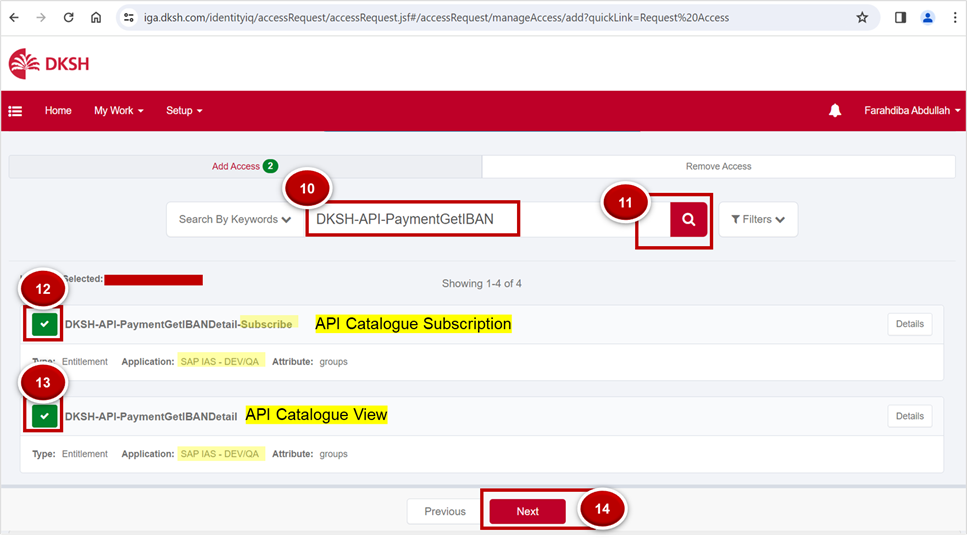 iga.dksh.com/identityiq/accessRequest/accessRequest.jsf#/accessRequest/manageAccess/add?quickLink=Request%20Access
DKSH
Home My Work Setup Farahdiba Abdullah
Add Access 2 Remove Access
10
11
Search By Keywords DKSH-API-PaymentGetIBAN Filters
Selected:
Showing 1-4 of 4
12
DKSH-API-PaymentGetIBANDetail-Subscribe API Catalogue Subscription Details
Type: Entitlement Application: SAP IAS - DEV/QA Attribute: groups
13
DKSH-API-PaymentGetIBANDetail API Catalogue View Details
Type: Entitlement Application: SAP IAS - DEV/QA Attribute: groups
Previous Next 14